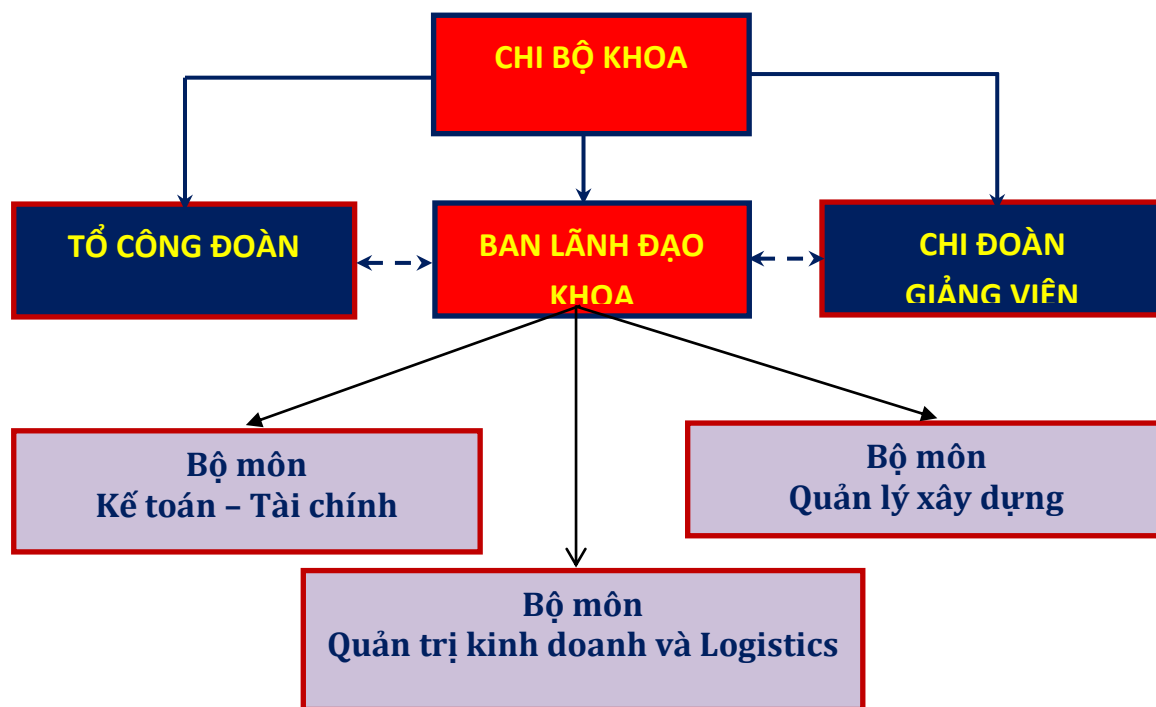 CHI BỘ KHOA
TỔ CÔNG ĐOÀN
BAN LÃNH ĐẠO
KHOA
CHI ĐOÀN
GIẢNG VIÊN
Bộ môn
Kế toán – Tài chính
Bộ môn
Quản lý xây dựng
Bộ môn
Quản trị kinh doanh và Logistics